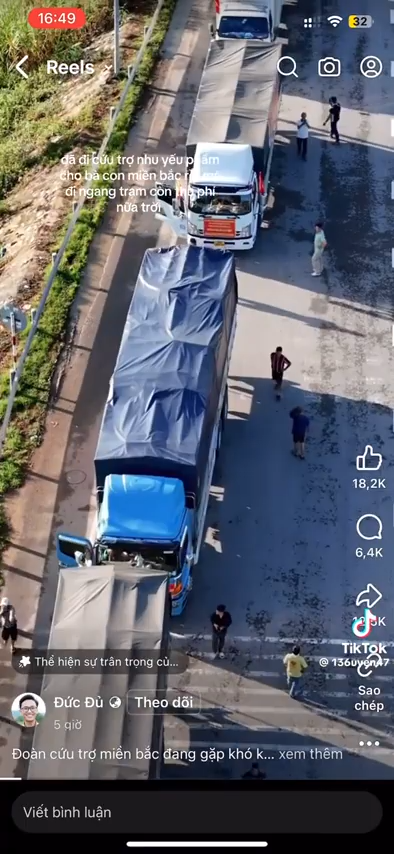 16:49
32
Reels
đã đi cứu trợ nhu yếu phẩm
cho bà con miền bắc
đi ngang trạm còn thu phí
nữa trời
18,2K
6,4K
TikTok
@136uyen47
Sao
chép
Thể hiện sự trân trọng củ...
Đức Đủ
Theo dõi
5 giờ
Đoàn cứu trợ miền bắc đang gặp khó k... xem thêm
Viết bình luận